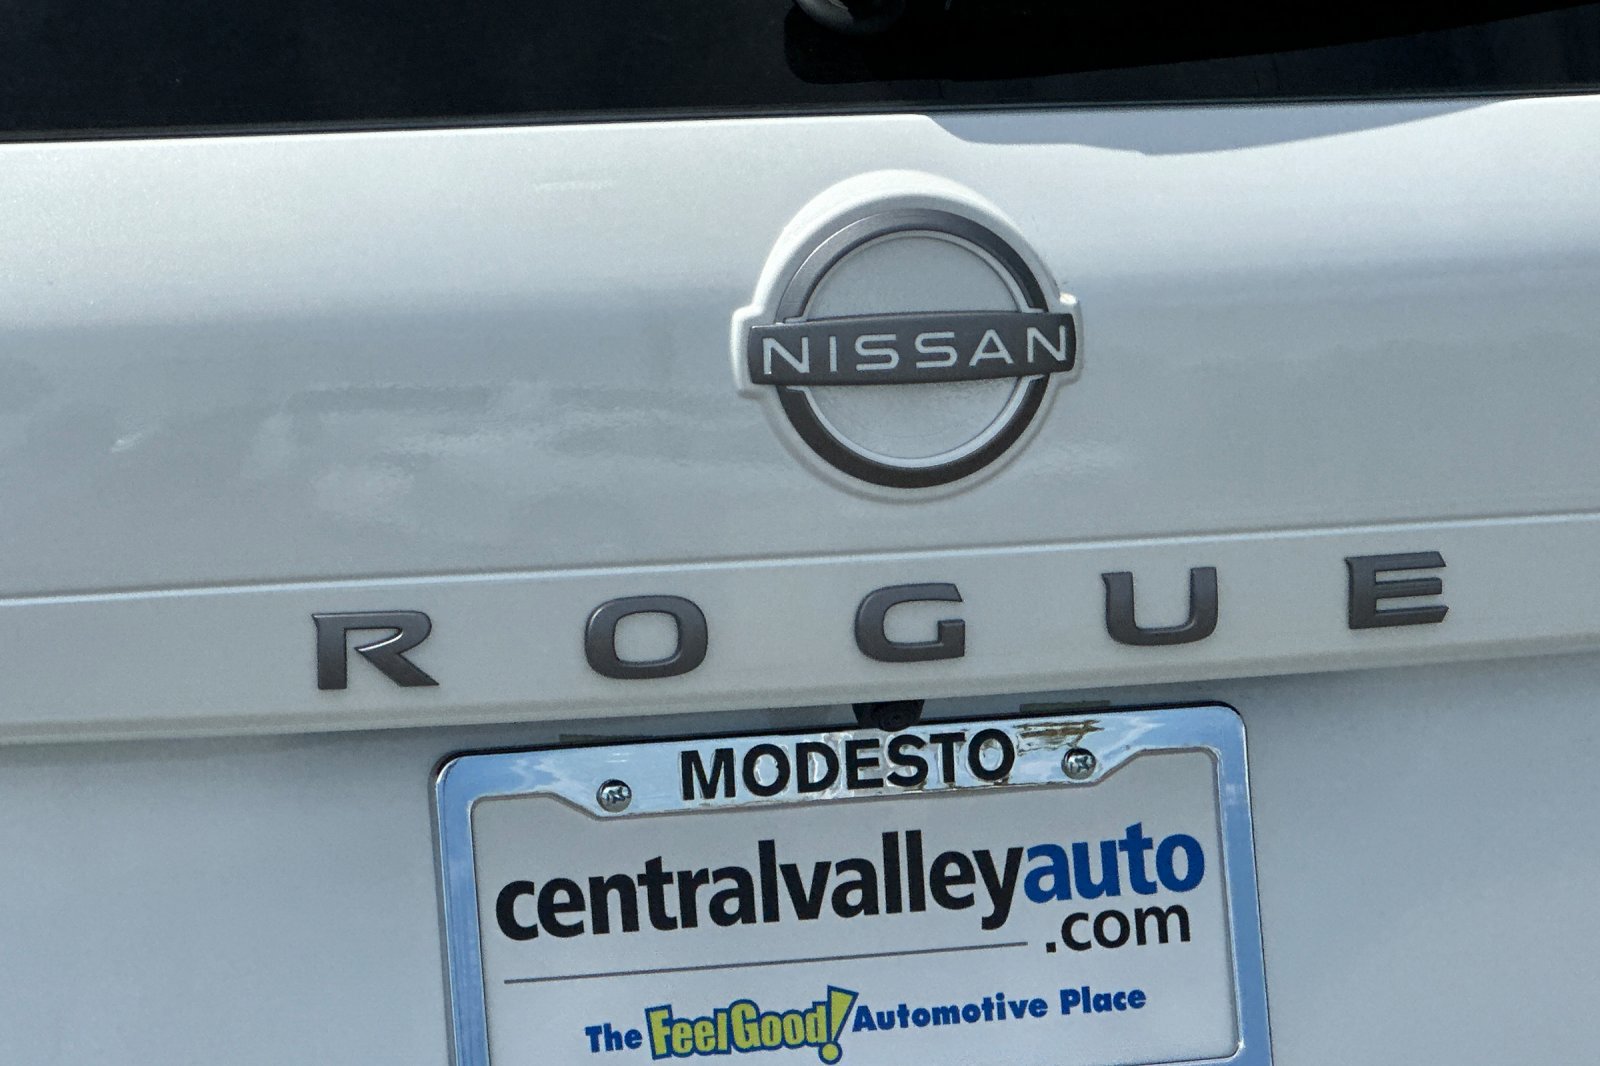 NISSAN
ROGUE
MODESTO
centralvalleyauto
.com
The FeelGood! Automotive Place